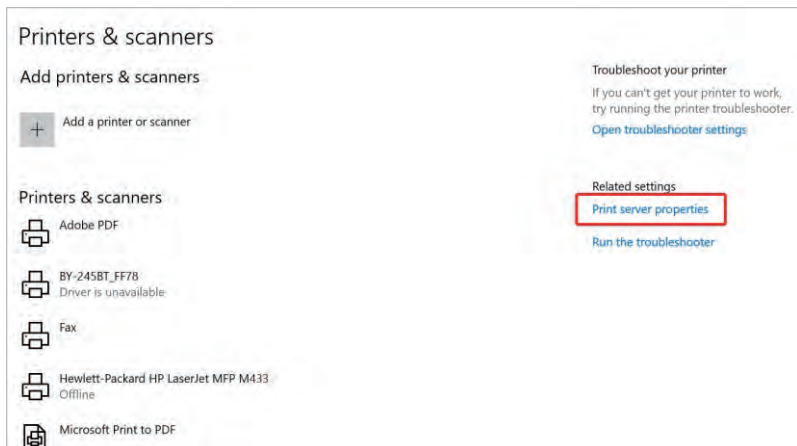 Printers & scanners
Add printers & scanners
Add a printer or scanner
Printers & scanners
Adobe PDF
BY-245BT_FF78
Driver is unavailable
Fax
Hewlett-Packard HP LaserJet MFP M433
Offline
Microsoft Print to PDF
Troubleshoot your printer
If you can't get your printer to work,
try running the printer troubleshooter.
Open troubleshooter settings
Related settings
Print server properties
Run the troubleshooter